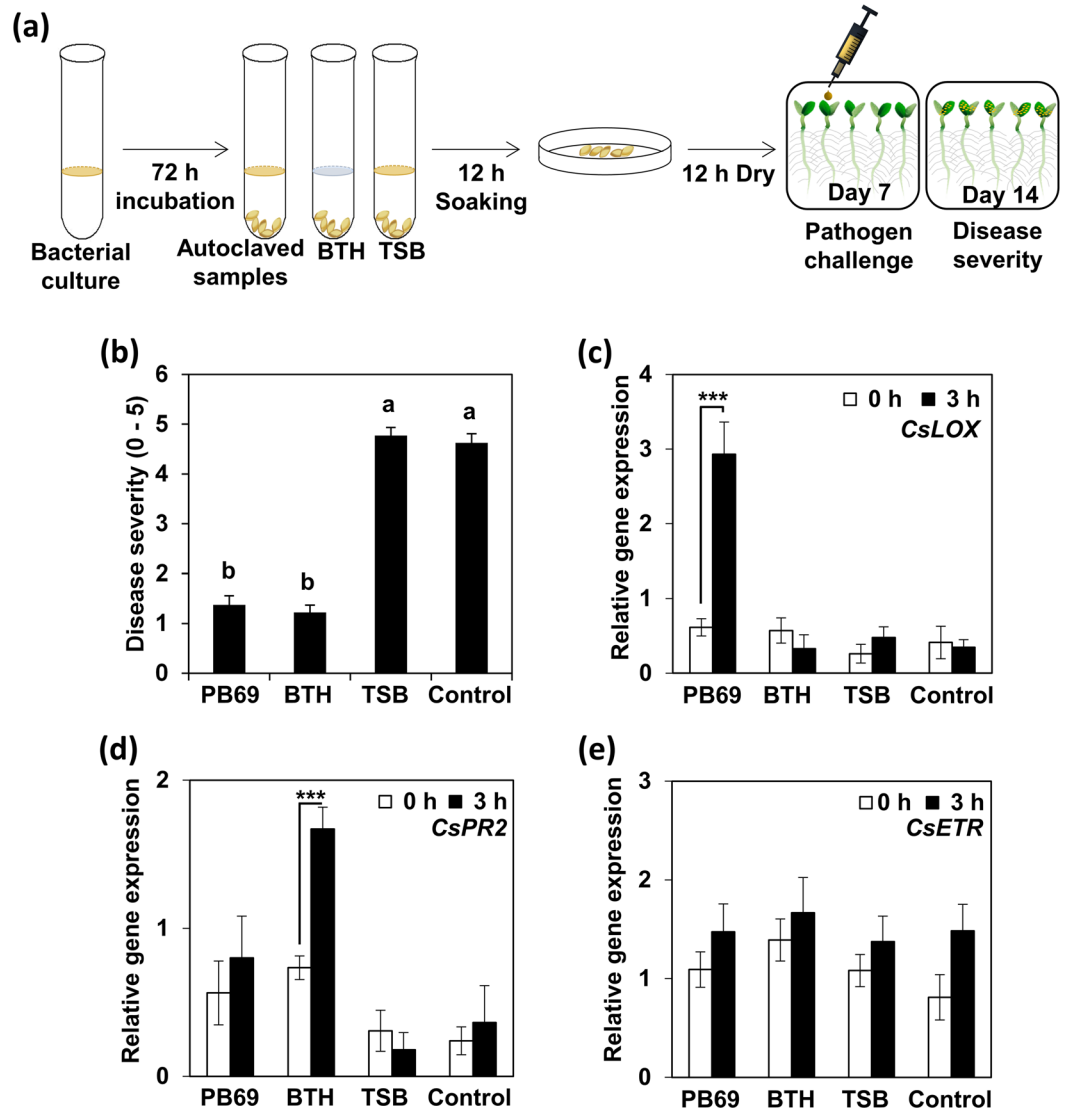 (a)
72 h
incubation
12 h
Soaking
12 h Dry
Day 7
Day 14
Bacterial
culture
Autoclaved
samples
BTH
TSB
Pathogen
challenge
Disease
severity
(b)
Disease severity (0 - 5)
6
5
4
3
2
1
0
b
b
a
a
PB69
BTH
TSB
Control
(c)
Relative gene expression
4
3
2
1
0
***
0 h
3 h
CsLOX
PB69
BTH
TSB
Control
(d)
Relative gene expression
2
1
0
***
0 h
3 h
CsPR2
PB69
BTH
TSB
Control
(e)
Relative gene expression
3
2
1
0
0 h
3 h
CsETR
PB69
BTH
TSB
Control